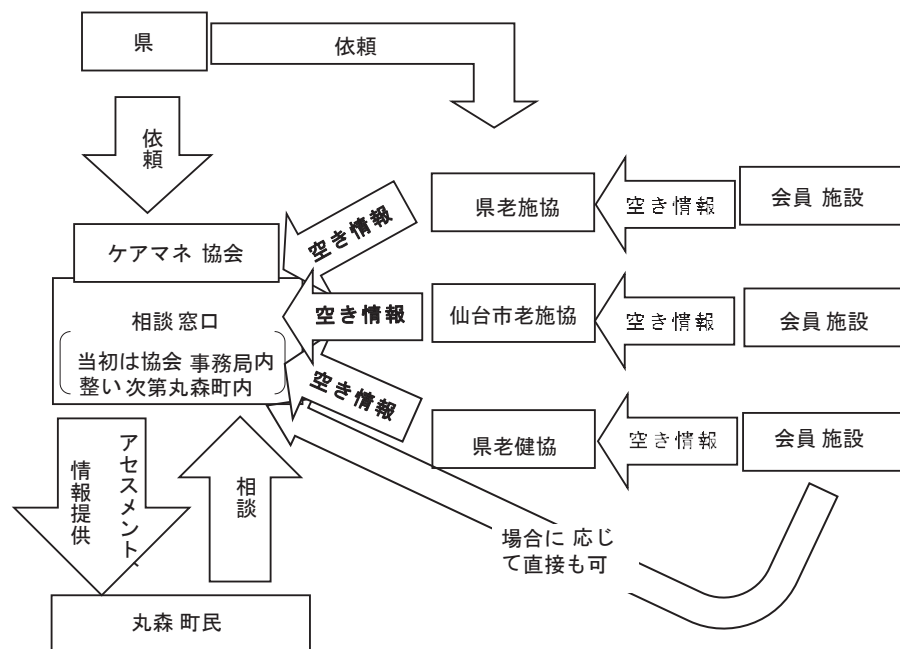 県
依頼
依頼
県老施協
空き情報
会員 施設
空き情報
ケアマネ 協会
相談窓口
当初は協会 事務局内
整い 次第丸森町内
空き情報
仙台市老施協
空き情報
会員 施設
空き情報
県老健協
空き情報
会員 施設
アセスメント、
情報提供
相談
場合に 応じ
て直接も可
丸森 町民